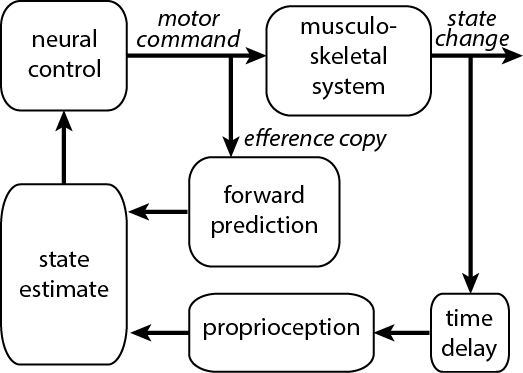 neural
control
motor
command
musculo-
skeletal
system
state
change
efference copy
forward
prediction
state
estimate
proprioception
time
delay